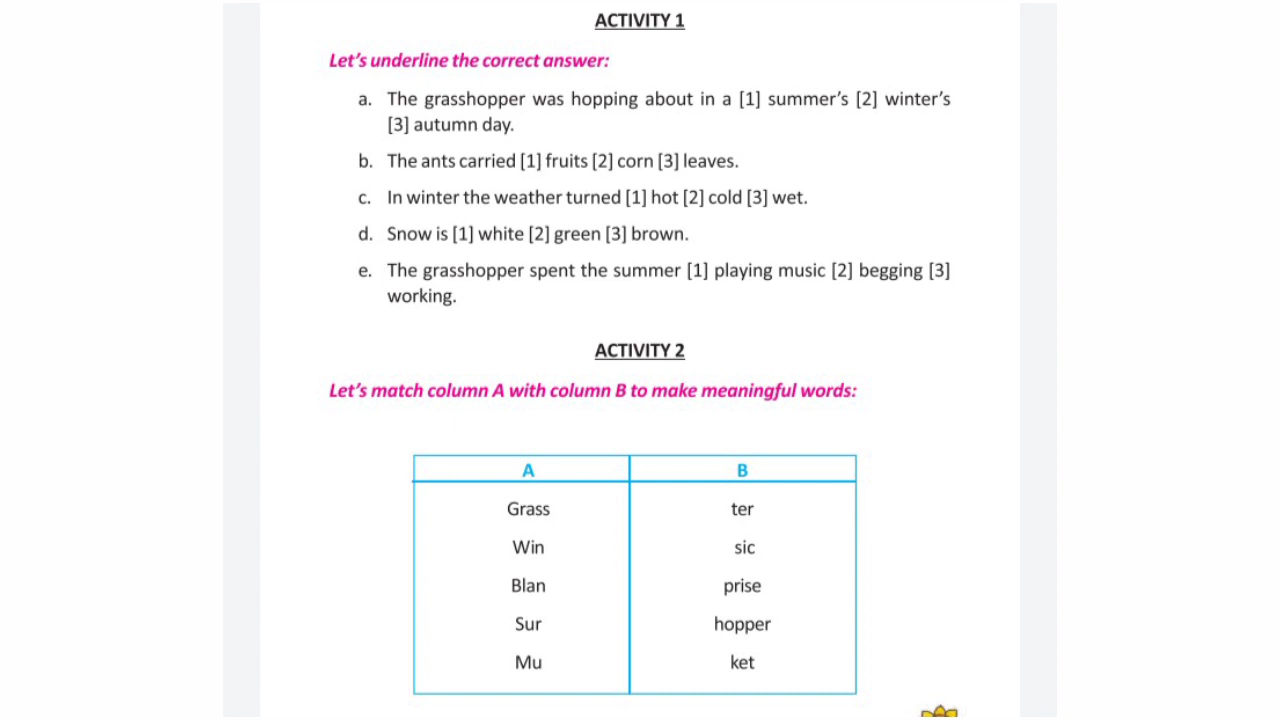 ACTIVITY 1
Let’s underline the correct answer:
a. The grasshopper was hopping about in a [1] summer’s [2] winter’s
[3] autumn day.
b. The ants carried [1] fruits [2] corn [3] leaves.
c. In winter the weather turned [1] hot [2] cold [3] wet.
d. Snow is [1] white [2] green [3] brown.
e. The grasshopper spent the summer [1] playing music [2] begging [3]
working.
ACTIVITY 2
Let’s match column A with column B to make meaningful words:
A B
Grass ter
Win sic
Blan prise
Sur hopper
Mu ket